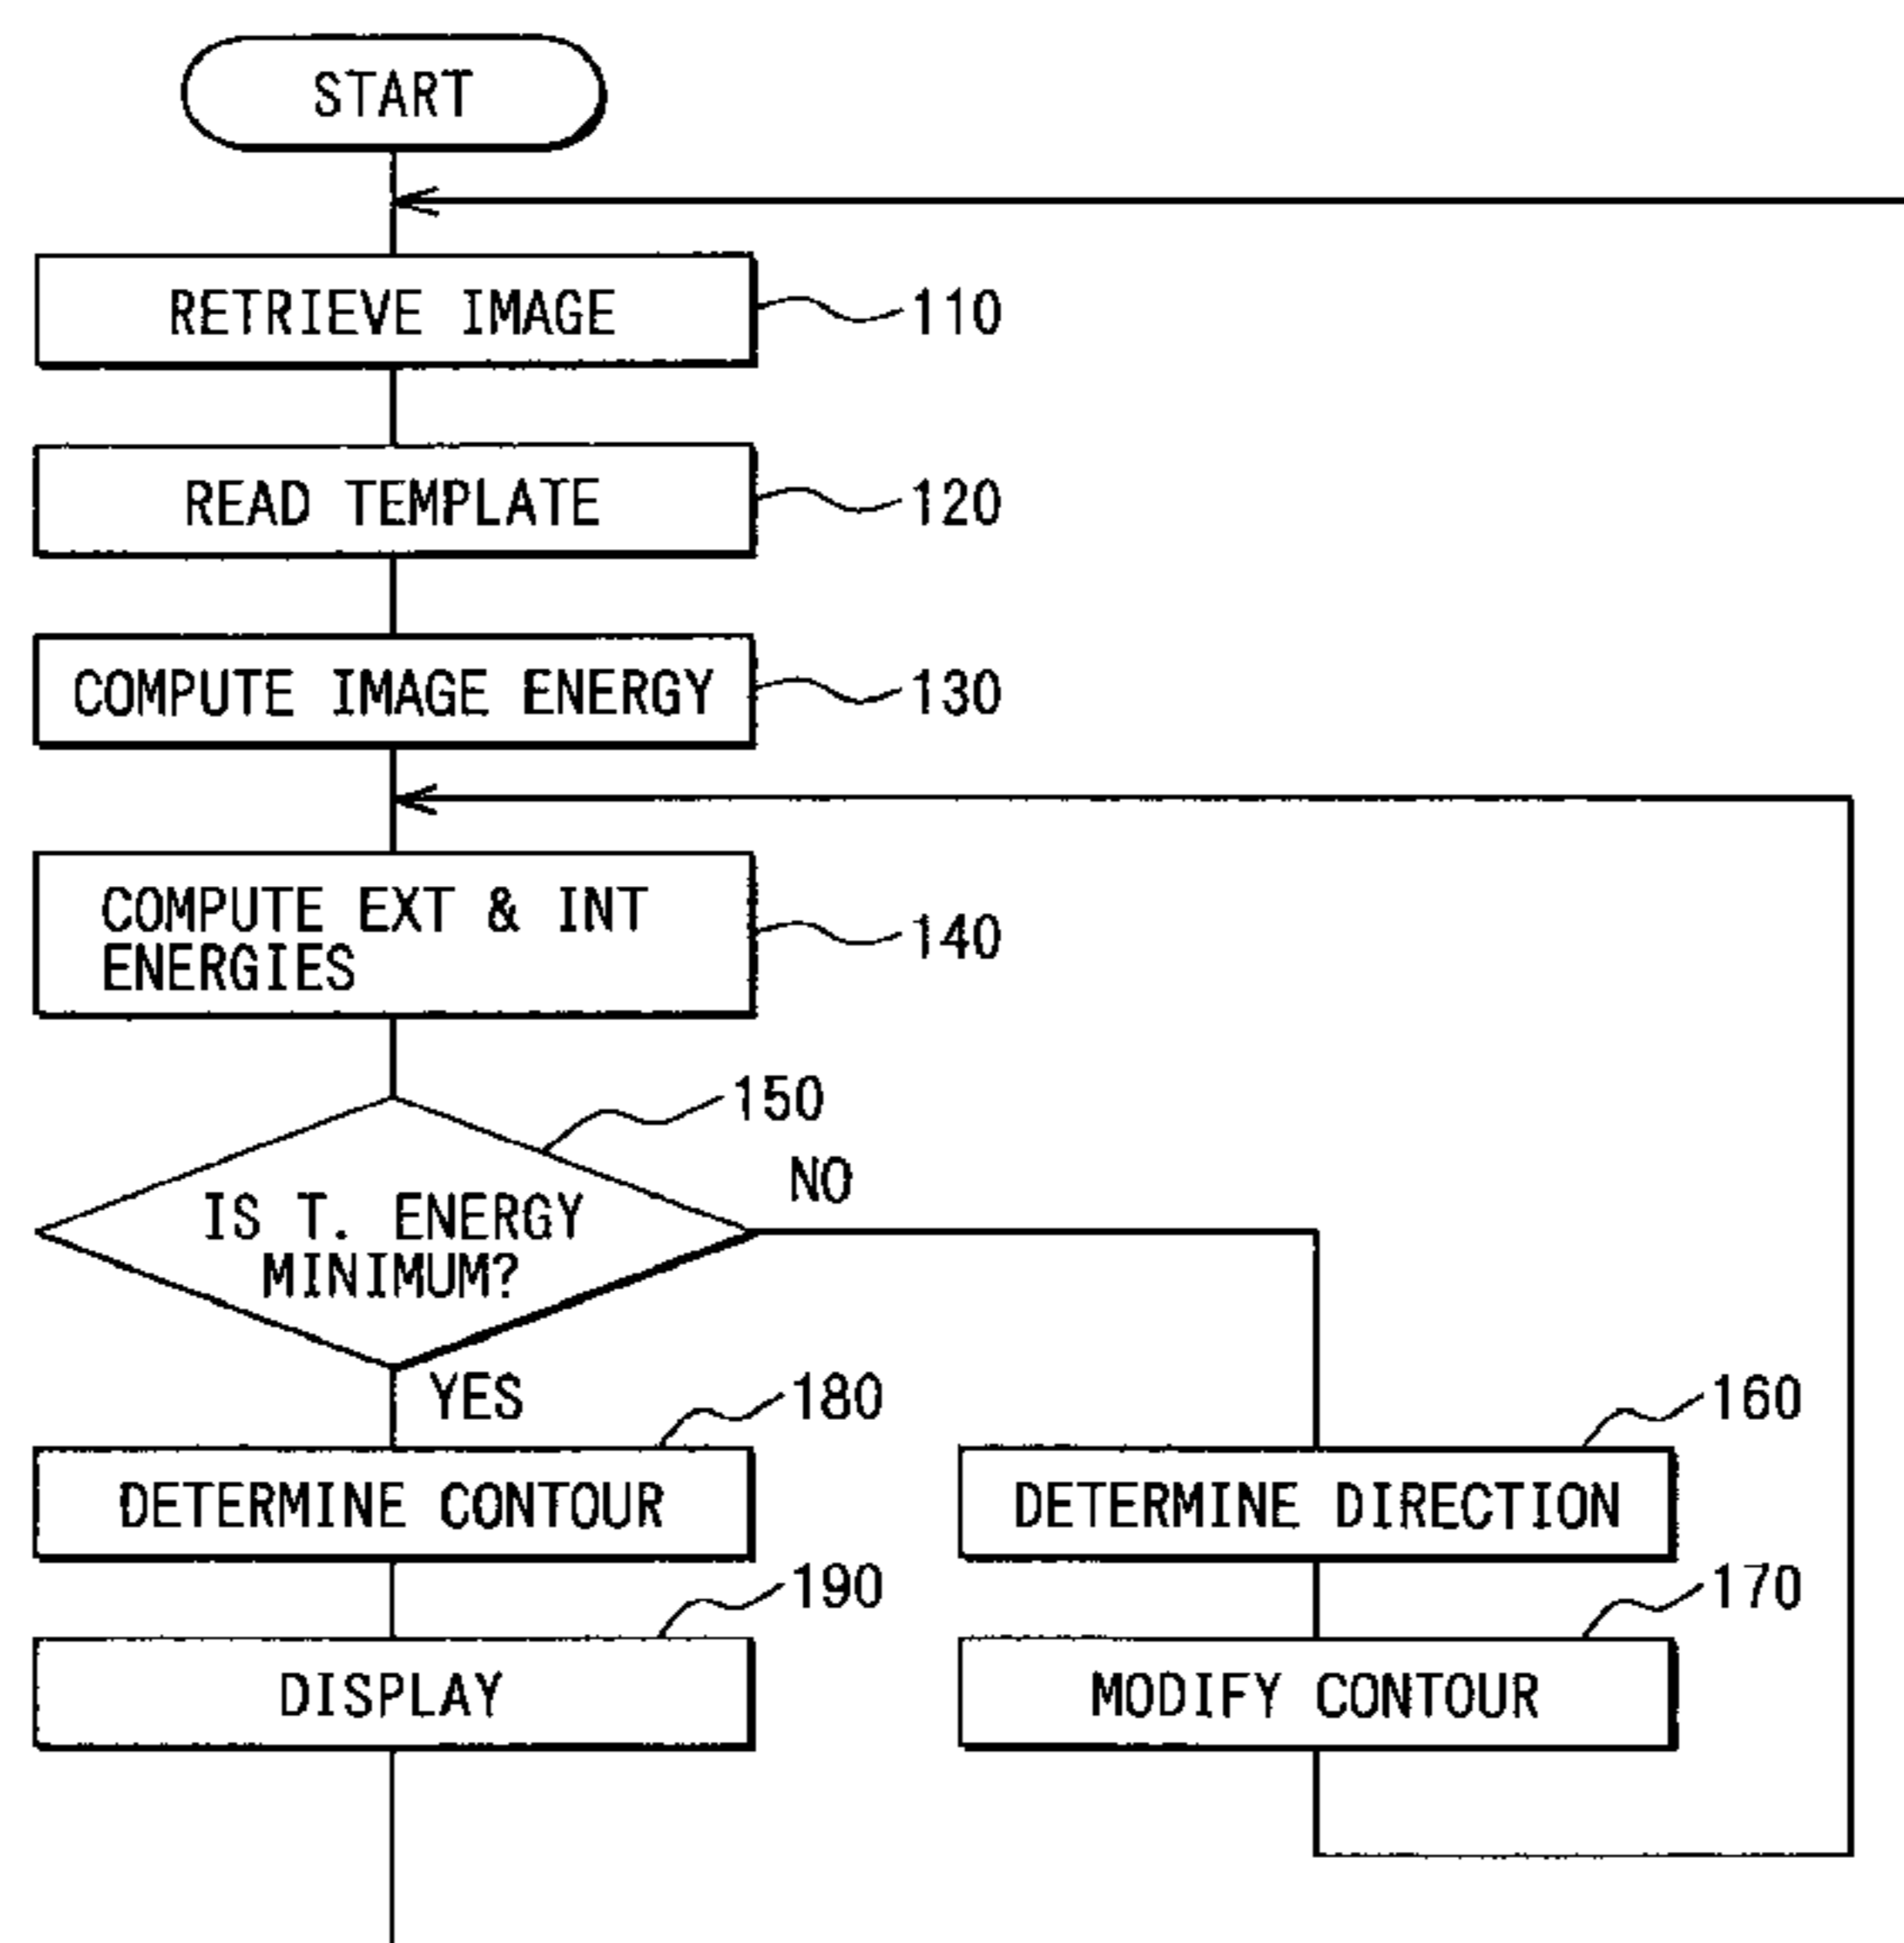 START
RETRIEVE IMAGE
110
READ TEMPLATE
120
COMPUTE IMAGE ENERGY
130
COMPUTE EXT & INT
ENERGIES
140
150
NO
IS T. ENERGY
MINIMUM?
YES
180
160
DETERMINE CONTOUR
DETERMINE DIRECTION
190
170
DISPLAY
MODIFY CONTOUR